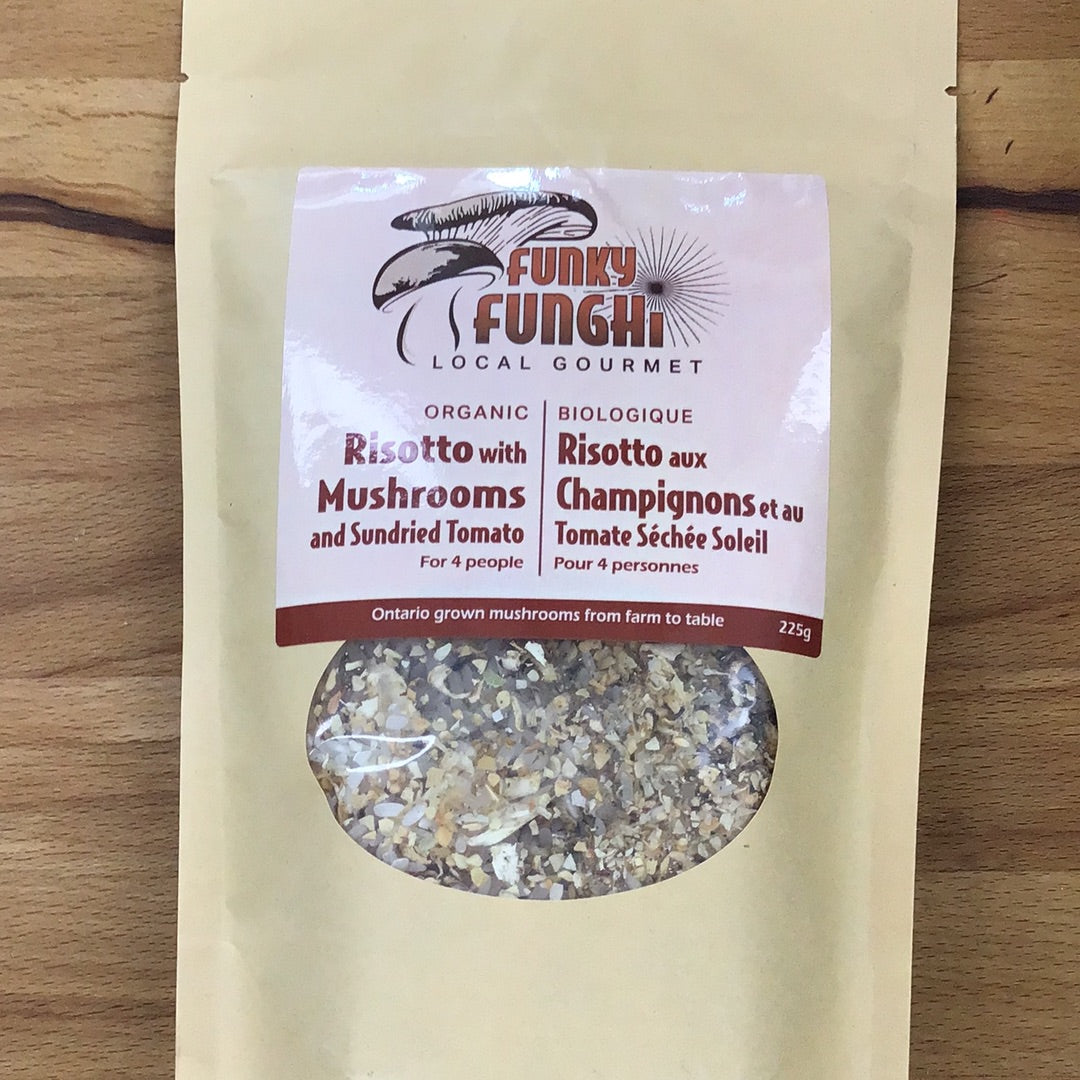 FUNKY
FUNGHi
LOCAL GOURMET
ORGANIC
Risotto with
Mushrooms
and Sundried Tomato
For 4 people
BIOLOGIQUE
Risotto aux
Champignons et au
Tomate Séchée Soleil
Pour 4 personnes
Ontario grown mushrooms from farm to table
225g